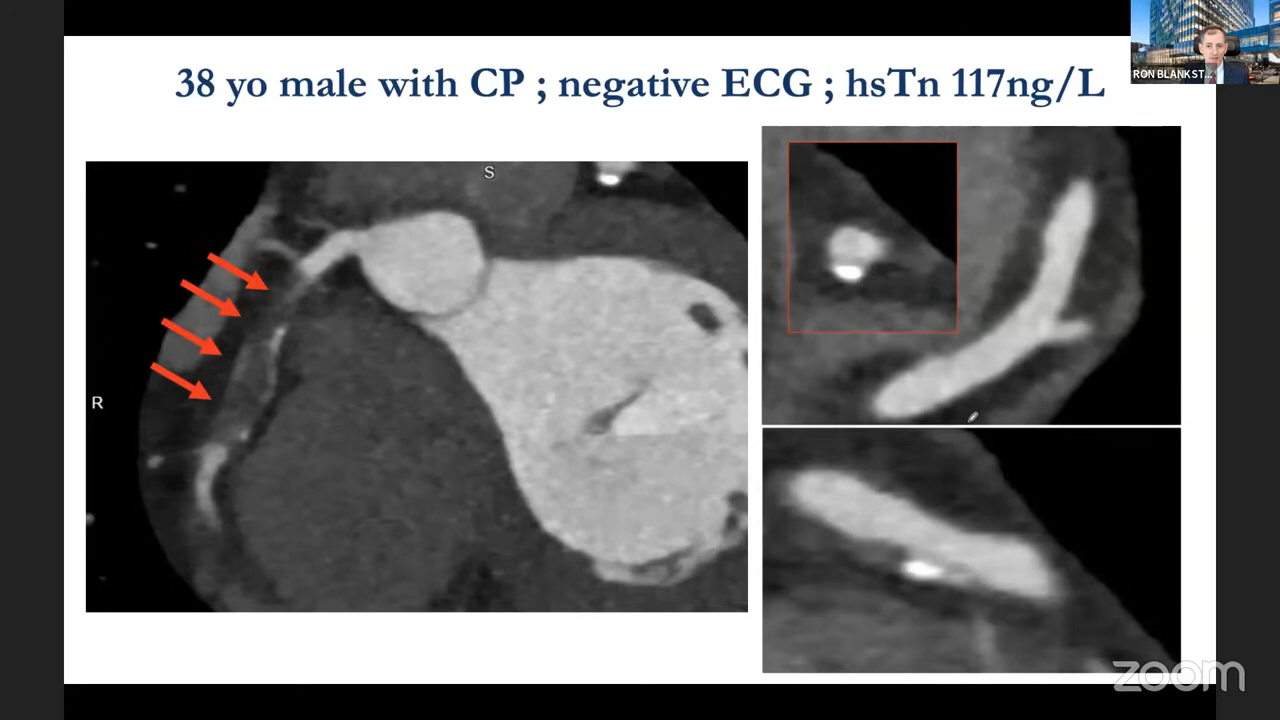 38 yo male with CP ; negative ECG ; hsTn 117ng/L
RON BLANKST...
S
R
zoom